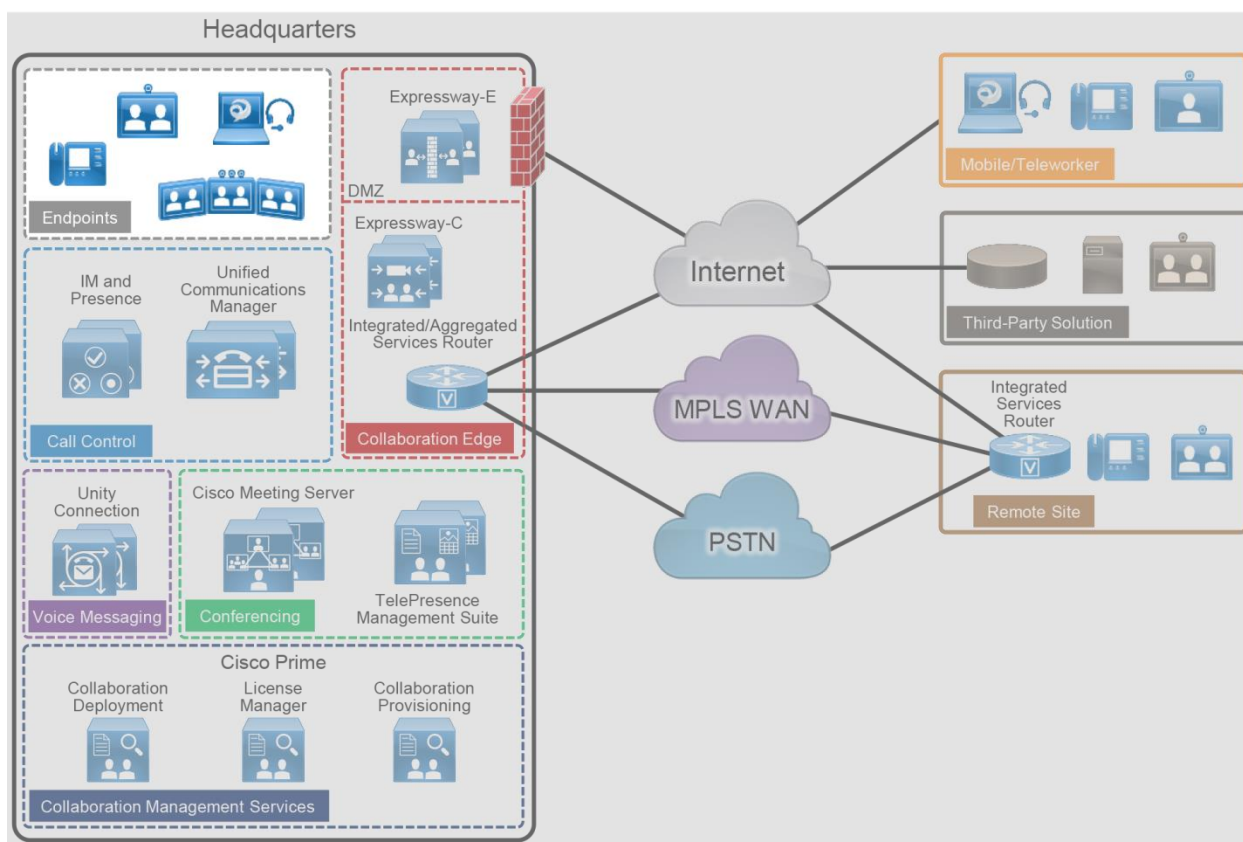 Headquarters
Endpoints
Expressway-E
DMZ
Expressway-C
Integrated/Aggregated
Services Router
V
Collaboration Edge
IM and
Presence
Unified
Communications
Manager
Call Control
Unity
Connection
Voice Messaging
Cisco Meeting Server
TelePresence
Management Suite
Conferencing
Cisco Prime
Collaboration
Deployment
License
Manager
Collaboration
Provisioning
Collaboration Management Services
Internet
MPLS WAN
PSTN
Mobile/Teleworker
Third-Party Solution
Integrated
Services
Router
V
Remote Site